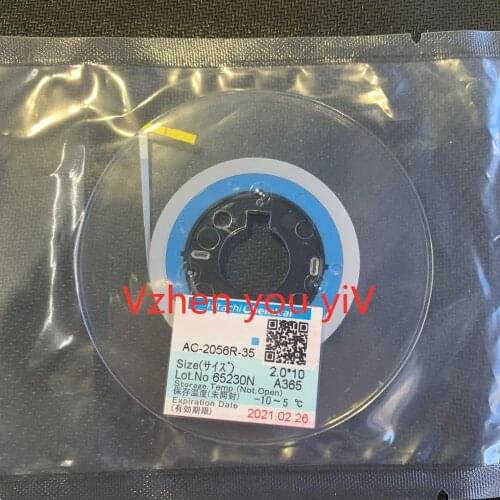 Vzhen you yiV
Hitachi Chemical
AC-2056R-35
Size(サイズ) 2.0*10
Lot.No 65230N A365
Storage.Temp (Not.Open)
保存温度(未開封) -10～5 ℃
Expiration Date
(有効期限) 2021.02.26